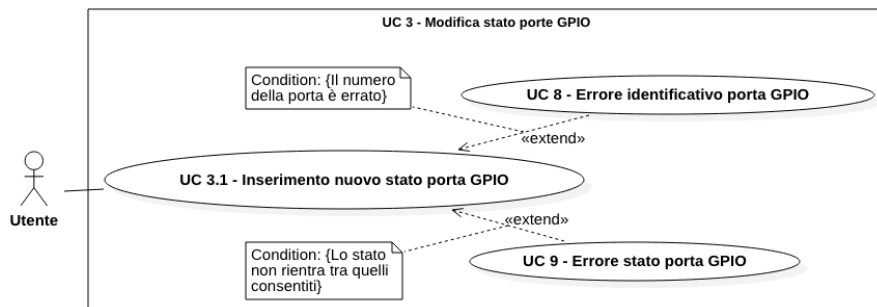 UC 3 - Modifica stato porte GPIO
Condition: {Il numero
della porta è errato}
UC 8 - Errore identificativo porta GPIO
«extend»
UC 3.1 - Inserimento nuovo stato porta GPIO
Utente
«extend»
Condition: {Lo stato
non rientra tra quelli
consentiti}
UC 9 - Errore stato porta GPIO